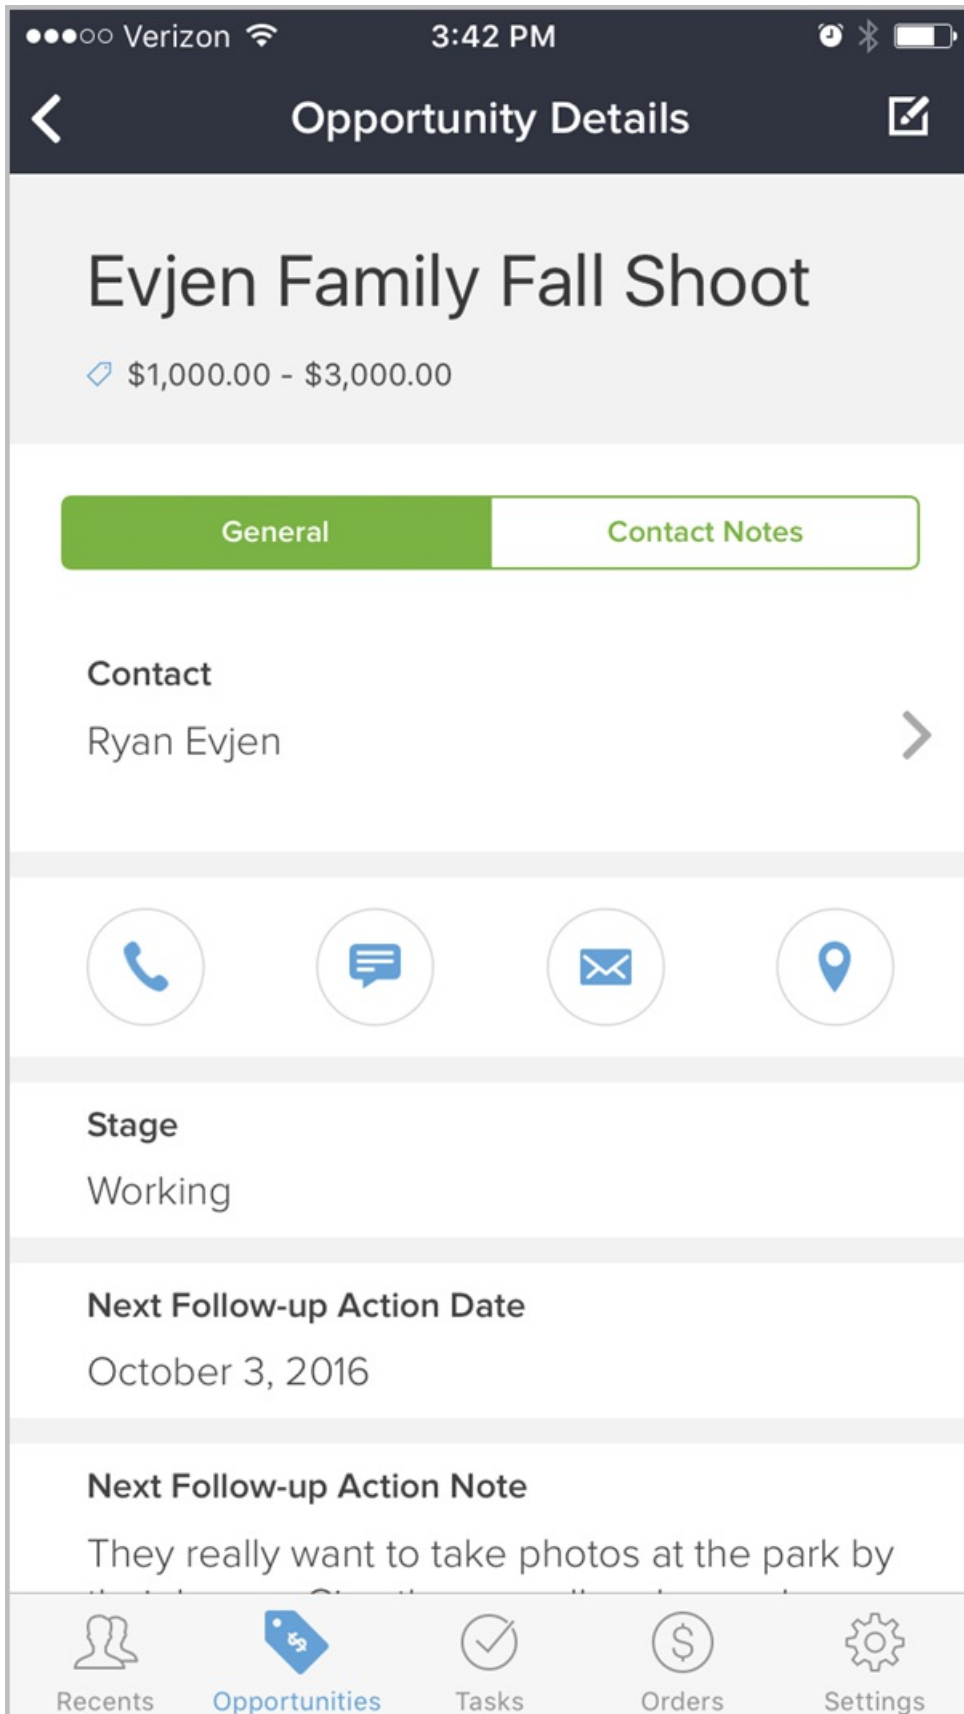 Verizon 3:42 PM
Opportunity Details
Evjen Family Fall Shoot
$1,000.00 - $3,000.00
General Contact Notes
Contact
Ryan Evjen
Stage
Working
Next Follow-up Action Date
October 3, 2016
Next Follow-up Action Note
They really want to take photos at the park by
Recents Opportunities Tasks Orders Settings